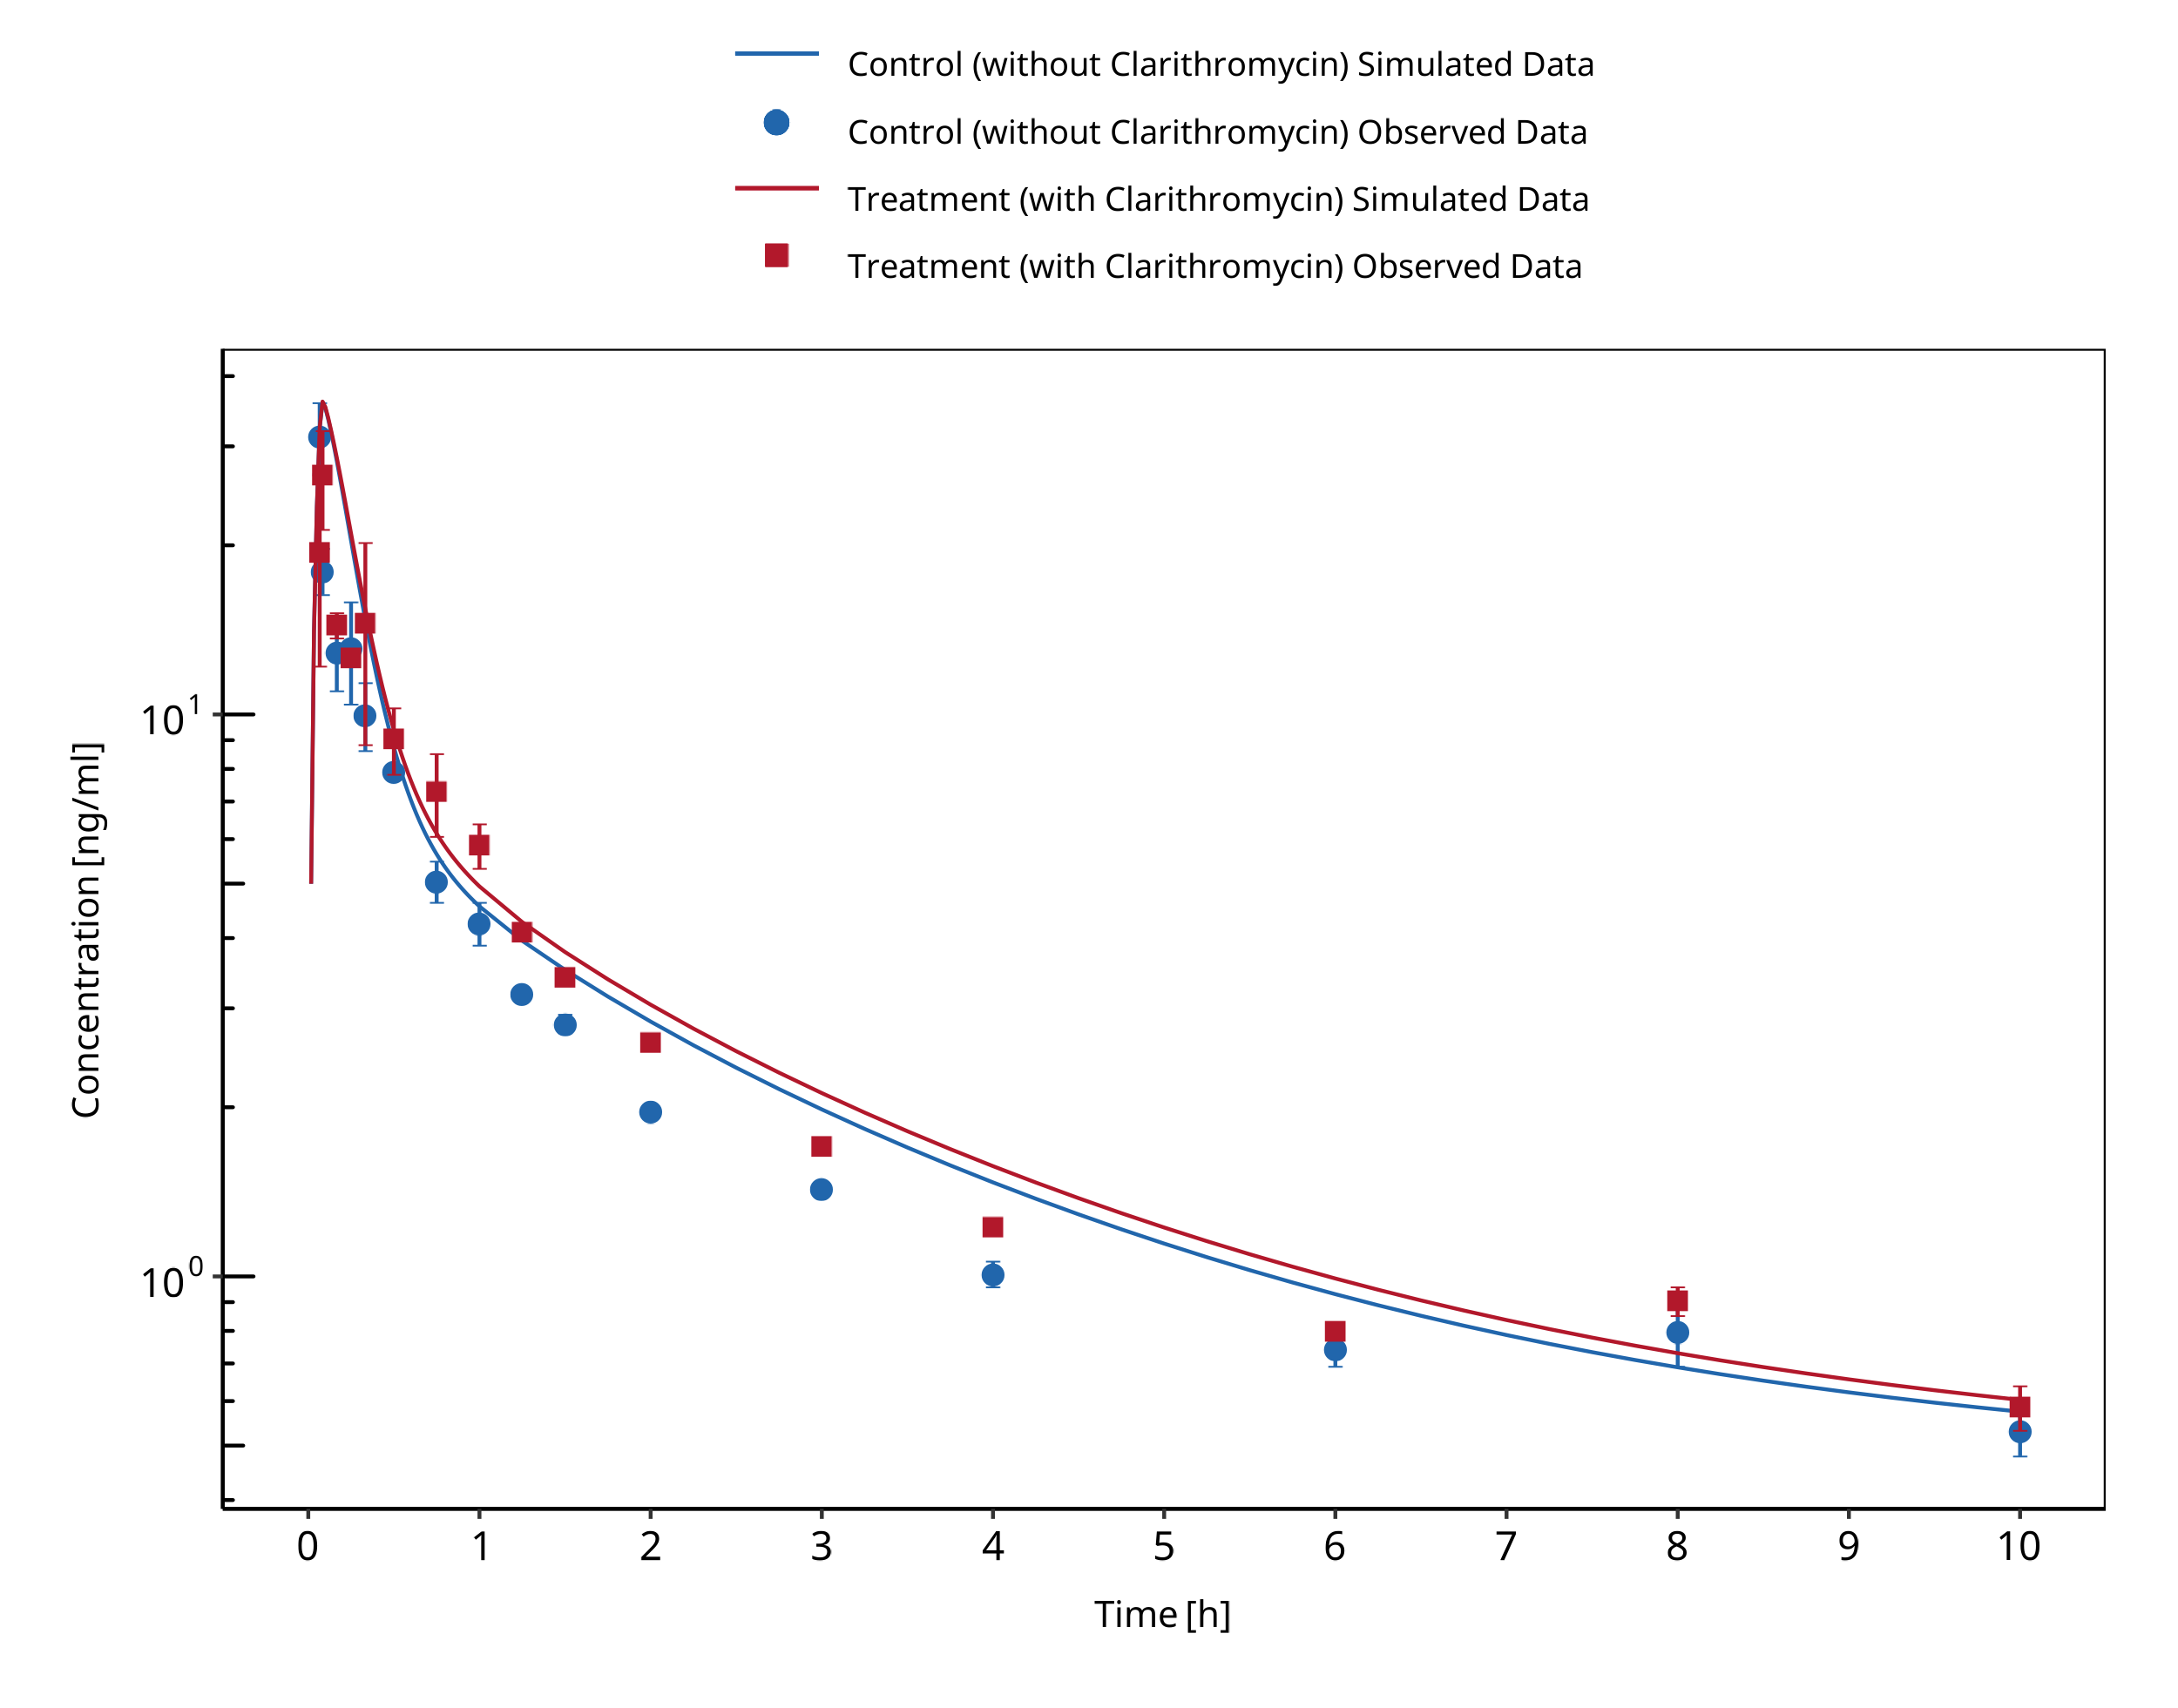 Control (without Clarithromycin) Simulated Data
Control (without Clarithromycin) Observed Data
Treatment (with Clarithromycin) Simulated Data
Treatment (with Clarithromycin) Observed Data
10¹
10⁰
Concentration [ng/ml]
0 1 2 3 4 5 6 7 8 9 10
Time [h]